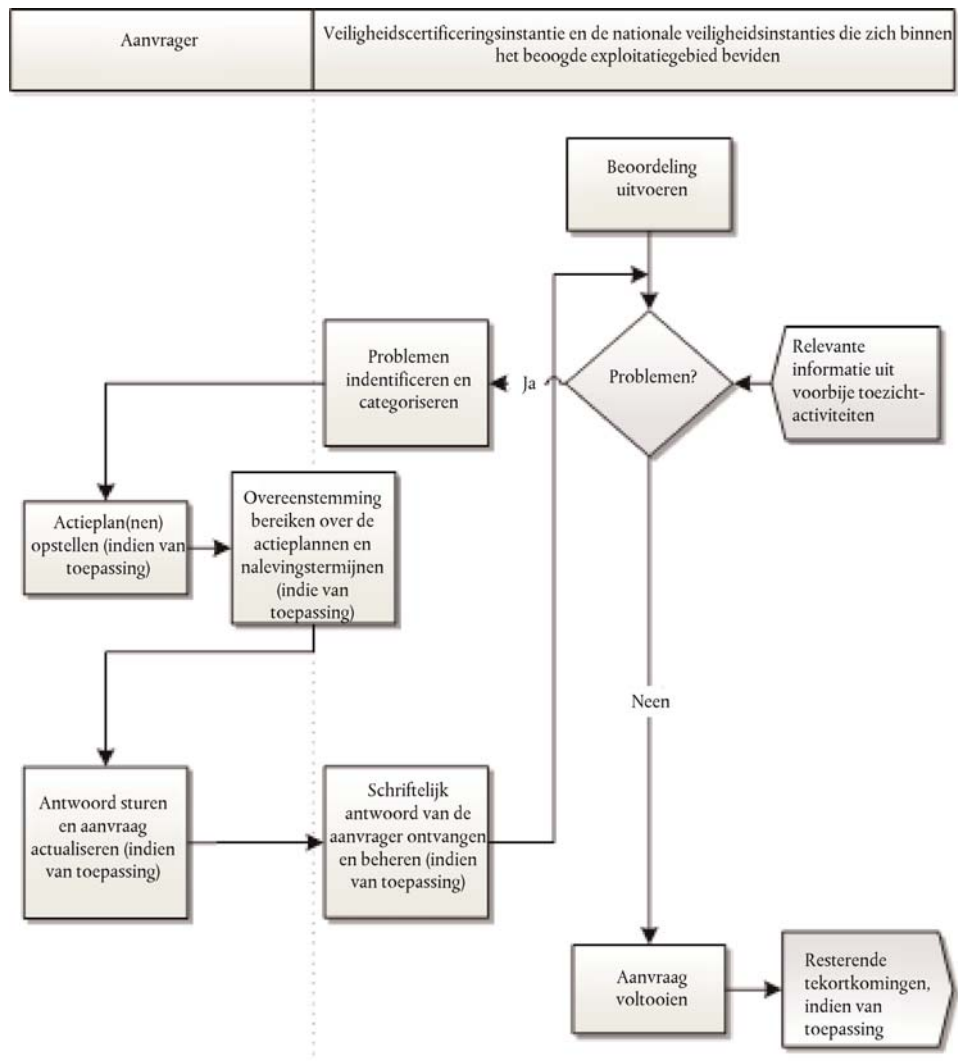 Aanvrager
Veiligheidscertificeringsinstantie en de nationale veiligheidsinstanties die zich binnen
het beoogde exploitatiegebied beviden
Beoordeling
uitvoeren
Problemen
indentificeren en
categoriseren
Ja
Problemen?
Relevante
informatie uit
voorbije toezicht-
activiteiten
Actieplan(nen)
opstellen (indien van
toepassing)
Overeenstemming
bereiken over de
actieplannen en
nalevingstermijnen
(indie van
toepassing)
Neen
Antwoord sturen
en aanvraag
actualiseren (indien
van toepassing)
Schriftelijk
antwoord van de
aanvrager ontvangen
en beheren (indien
van toepassing)
Aanvraag
voltooien
Resterende
tekortkomingen,
indien van
toepassing